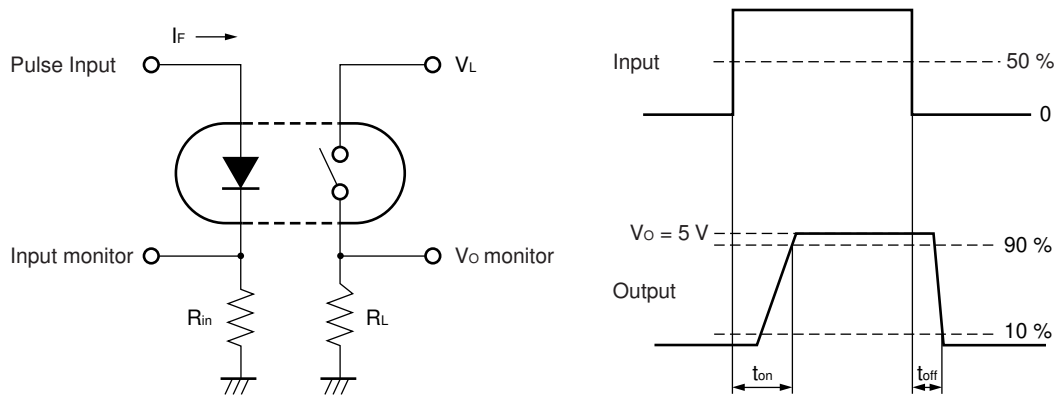 IF
Pulse Input
VL
Input monitor
VO monitor
Rin
RL
Input
50 %
0
VO = 5 V
90 %
Output
10 %
ton
toff